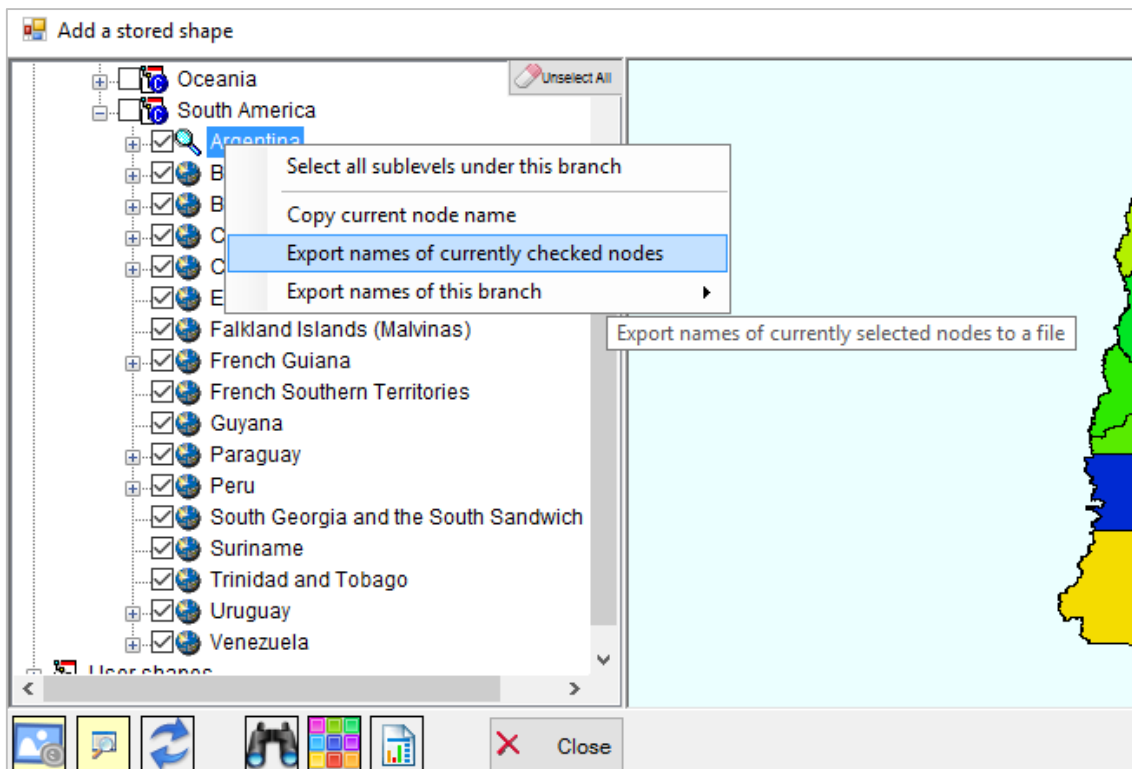 Add a stored shape
Oceania
Unselect All
South America
Argentina
Select all sublevels under this branch
B
Copy current node name
B
C
Export names of currently checked nodes
C
Export names of this branch
E
Falkland Islands (Malvinas)
Export names of currently selected nodes to a file
French Guiana
French Southern Territories
Guyana
Paraguay
Peru
South Georgia and the South Sandwich
Suriname
Trinidad and Tobago
Uruguay
Venezuela
User shapes
Close